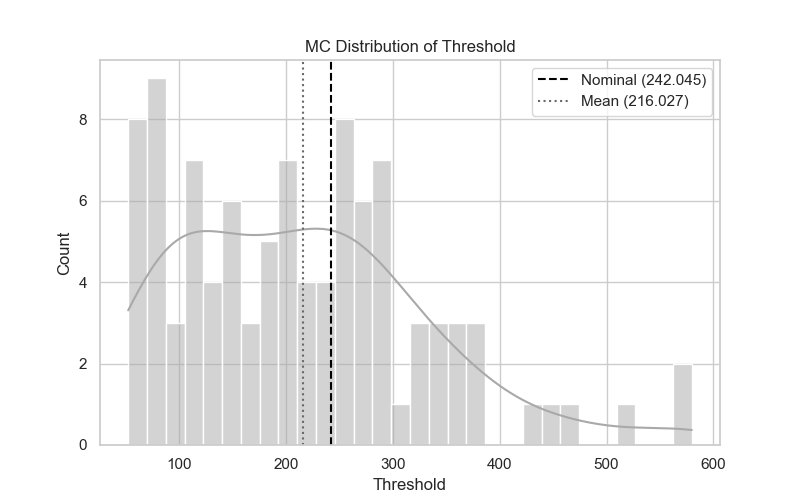 MC Distribution of Threshold
Nominal (242.045)
Mean (216.027)
Count
8
6
4
2
0
100 200 300 400 500 600
Threshold